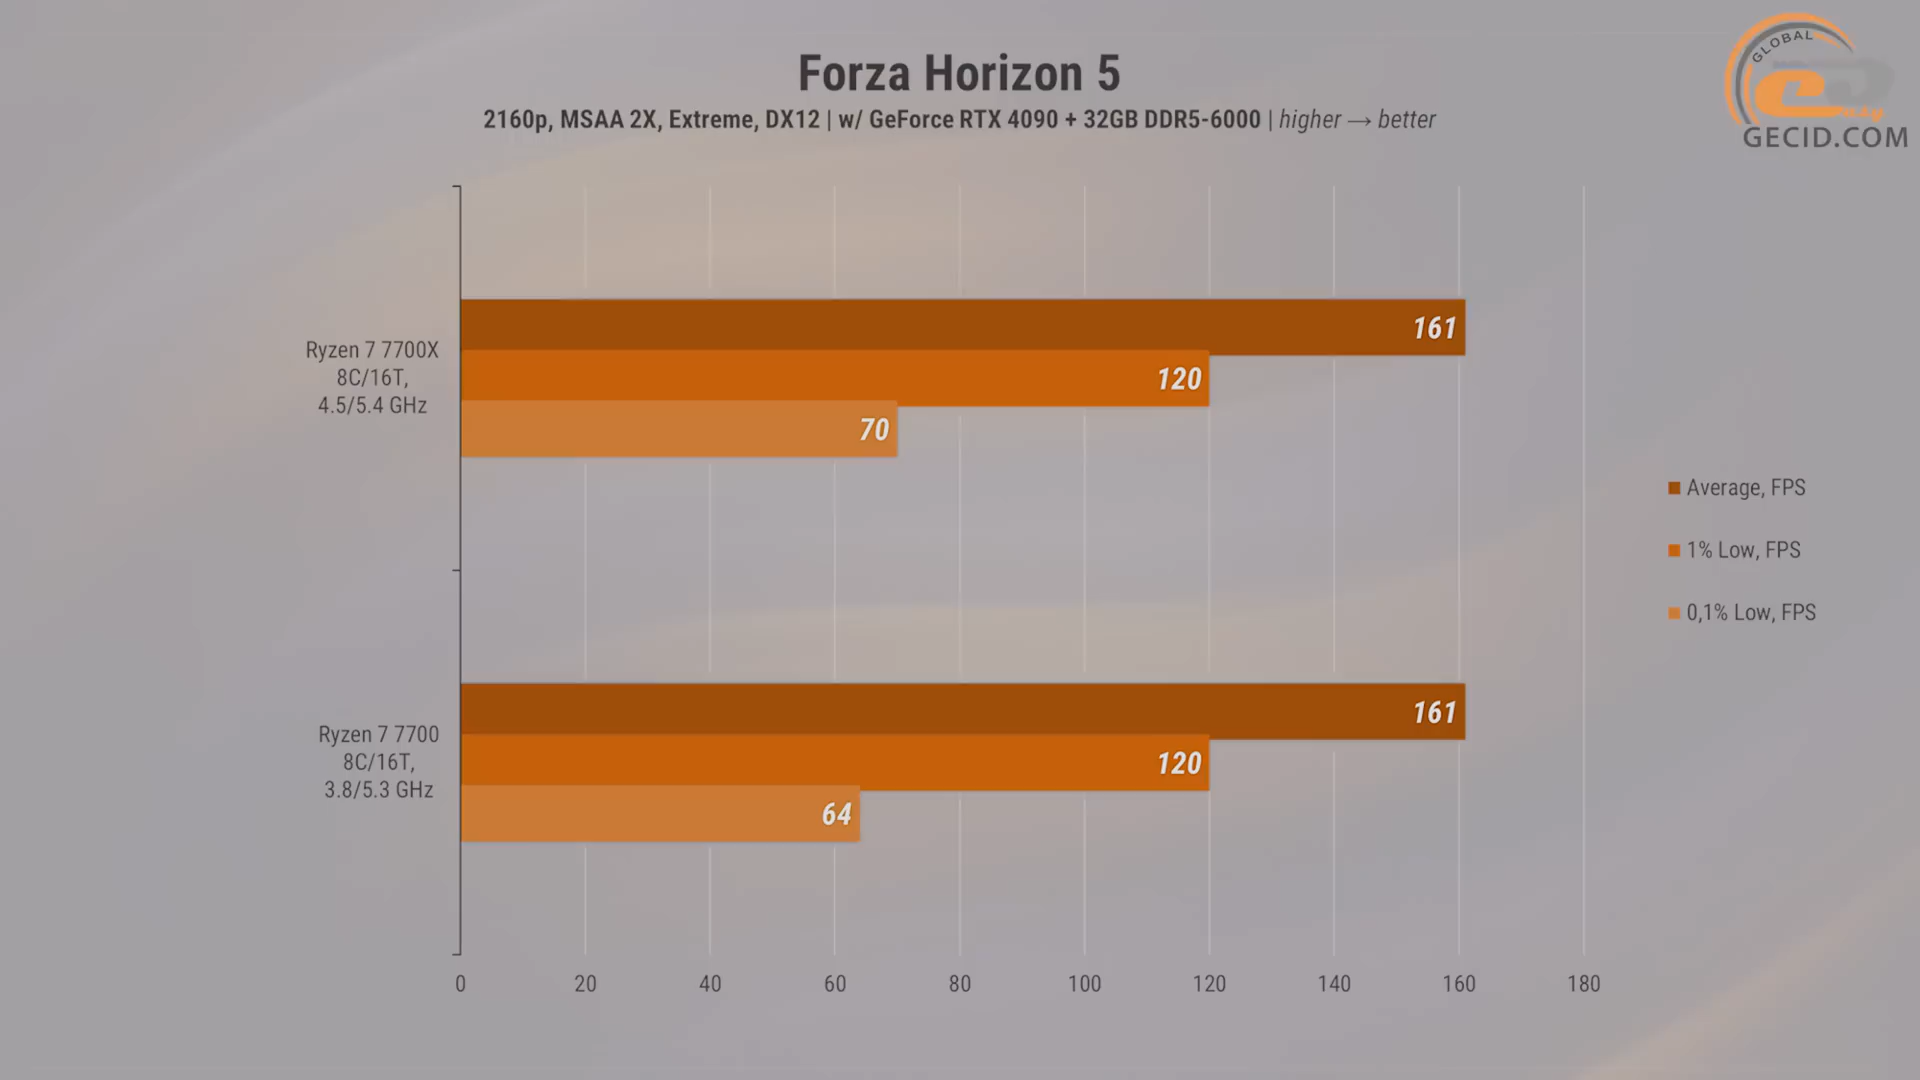 GLOBAL
GECID.COM
Forza Horizon 5
2160p, MSAA 2X, Extreme, DX12 | w/ GeForce RTX 4090 + 32GB DDR5-6000 | higher → better
Ryzen 7 7700X
8C/16T,
4.5/5.4 GHz
161
120
70
Ryzen 7 7700
8C/16T,
3.8/5.3 GHz
161
120
64
Average, FPS
1% Low, FPS
0,1% Low, FPS
0 20 40 60 80 100 120 140 160 180